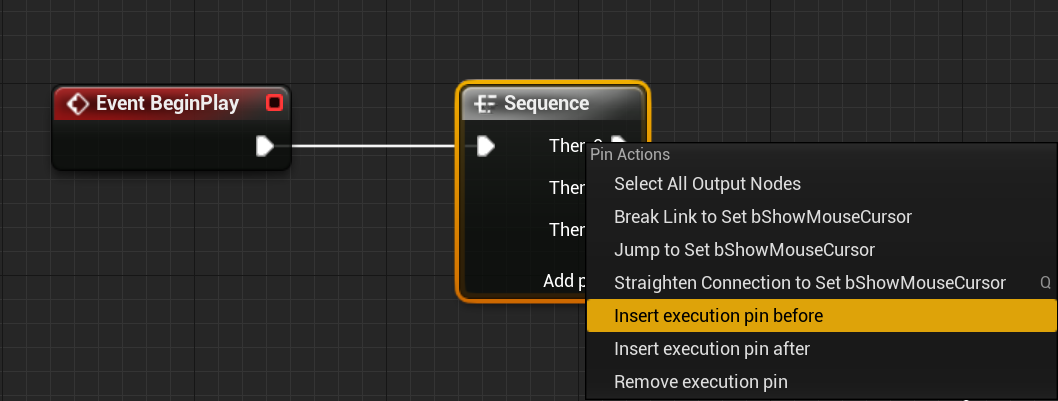 Event BeginPlay
Sequence
Then 0
Pin Actions
Select All Output Nodes
Then
Break Link to Set bShowMouseCursor
Then
Jump to Set bShowMouseCursor
Add p
Straighten Connection to Set bShowMouseCursor Q
Insert execution pin before
Insert execution pin after
Remove execution pin